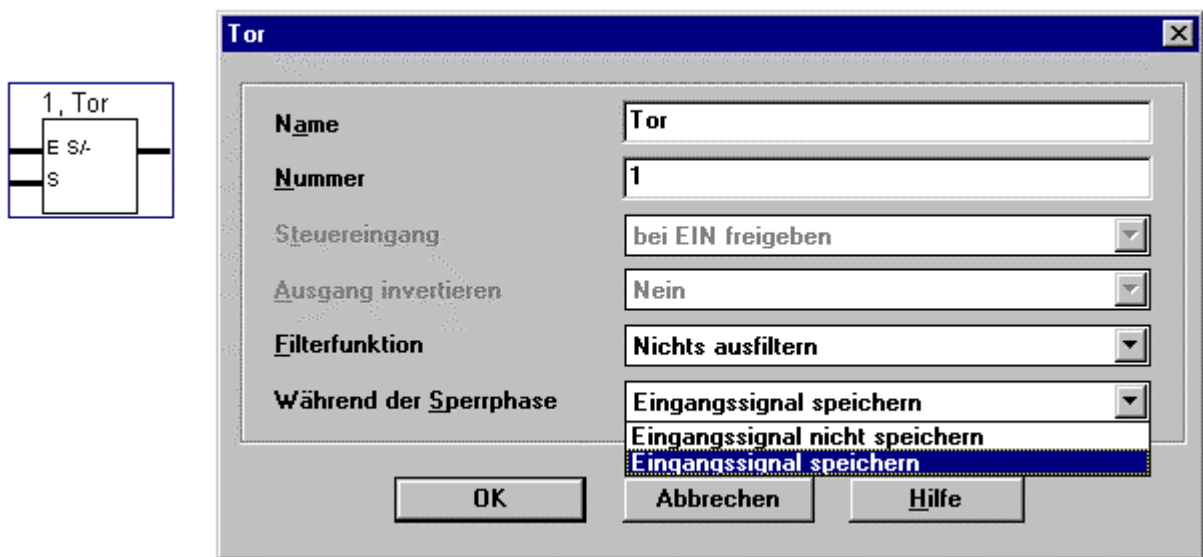 1, Tor
E S/-
S
Tor
Name Tor
Nummer 1
Steuereingang bei EIN freigeben
Ausgang invertieren Nein
Filterfunktion Nichts ausfiltern
Während der Sperrphase Eingangssignal speichern
Eingangssignal nicht speichern
Eingangssignal speichern
OK Abbrechen Hilfe